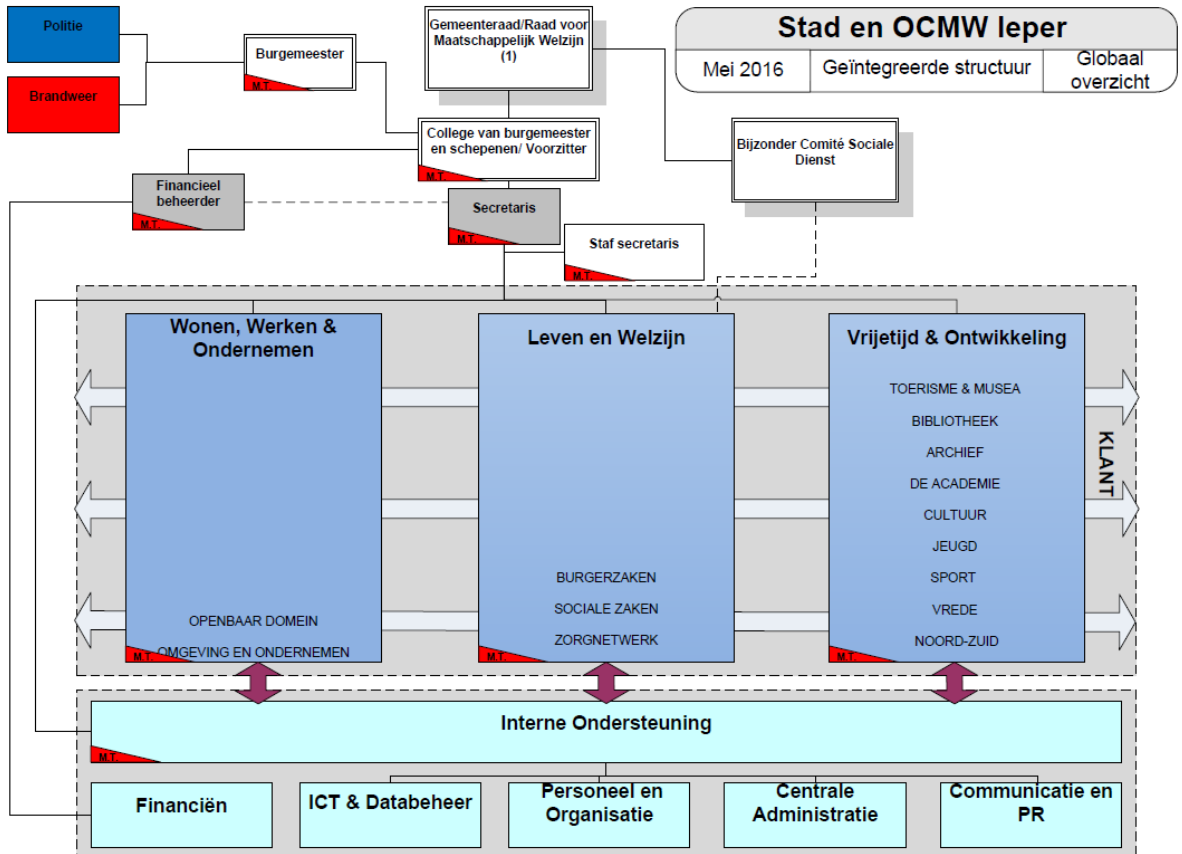 Stad en OCMW Ieper
Mei 2016
Geïntegreerde structuur
Globaal
overzicht
Politie
Brandweer
Burgemeester
M.T.
Gemeenteraad/Raad voor
Maatschappelijk Welzijn
(1)
College van burgemeester
en schepenen/ Voorzitter
M.T.
Bijzonder Comité Sociale
Dienst
Financieel
beheerder
M.T.
Secretaris
M.T.
Staf secretaris
M.T.
Wonen, Werken &
Ondernemen
OPENBAAR DOMEIN
OMGEVING EN ONDERNEMEN
M.T.
Leven en Welzijn
BURGERZAKEN
SOCIALE ZAKEN
ZORGNETWERK
M.T.
Vrijetijd & Ontwikkeling
TOERISME & MUSEA
BIBLIOTHEEK
ARCHIEF
DE ACADEMIE
CULTUUR
JEUGD
SPORT
VREDE
NOORD-ZUID
M.T.
KLANT
Interne Ondersteuning
M.T.
Financiën
ICT & Databeheer
Personeel en
Organisatie
Centrale
Administratie
Communicatie en
PR